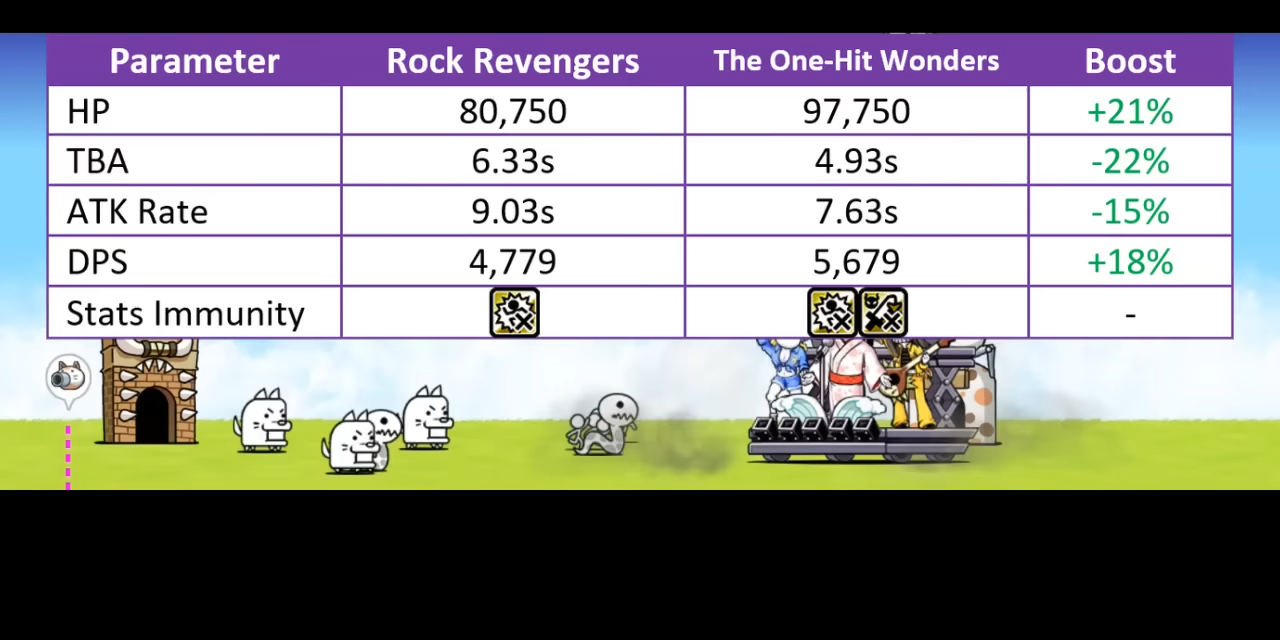 Parameter Rock Revengers The One-Hit Wonders Boost
HP 80,750 97,750 +21%
TBA 6.33s 4.93s -22%
ATK Rate 9.03s 7.63s -15%
DPS 4,779 5,679 +18%
Stats Immunity -